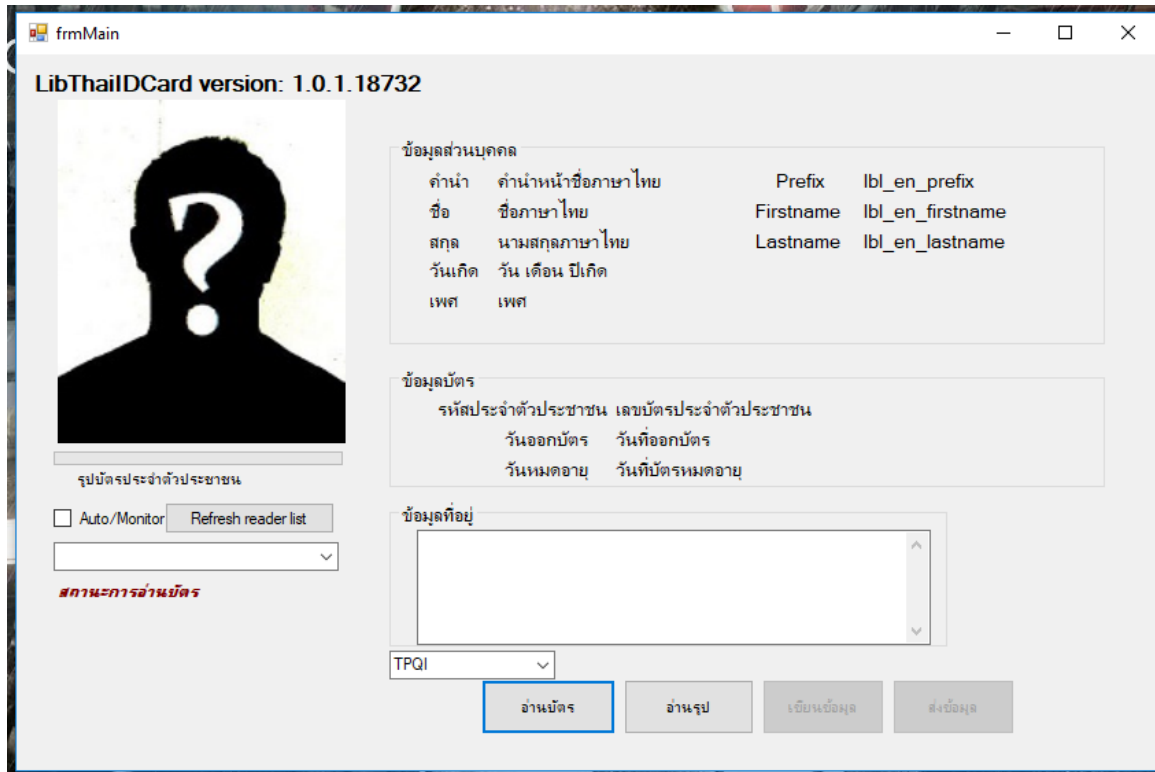 frmMain
LibThaiIDCard version: 1.0.1.18732
ข้อมูลส่วนบุคคล
คำนำ คำนำหน้าชื่อภาษาไทย Prefix lbl_en_prefix
ชื่อ ชื่อภาษาไทย Firstname lbl_en_firstname
สกุล นามสกุลภาษาไทย Lastname lbl_en_lastname
วันเกิด วัน เดือน ปีเกิด
เพศ เพศ
ข้อมูลบัตร
รหัสประจำตัวประชาชน เลขบัตรประจำตัวประชาชน
วันออกบัตร วันที่ออกบัตร
วันหมดอายุ วันที่บัตรหมดอายุ
รูปบัตรประจำตัวประชาชน
Auto/Monitor Refresh reader list
สถานะการอ่านบัตร
ข้อมูลที่อยู่
TPQI
อ่านบัตร อ่านรูป เขียนข้อมูล ส่งข้อมูล